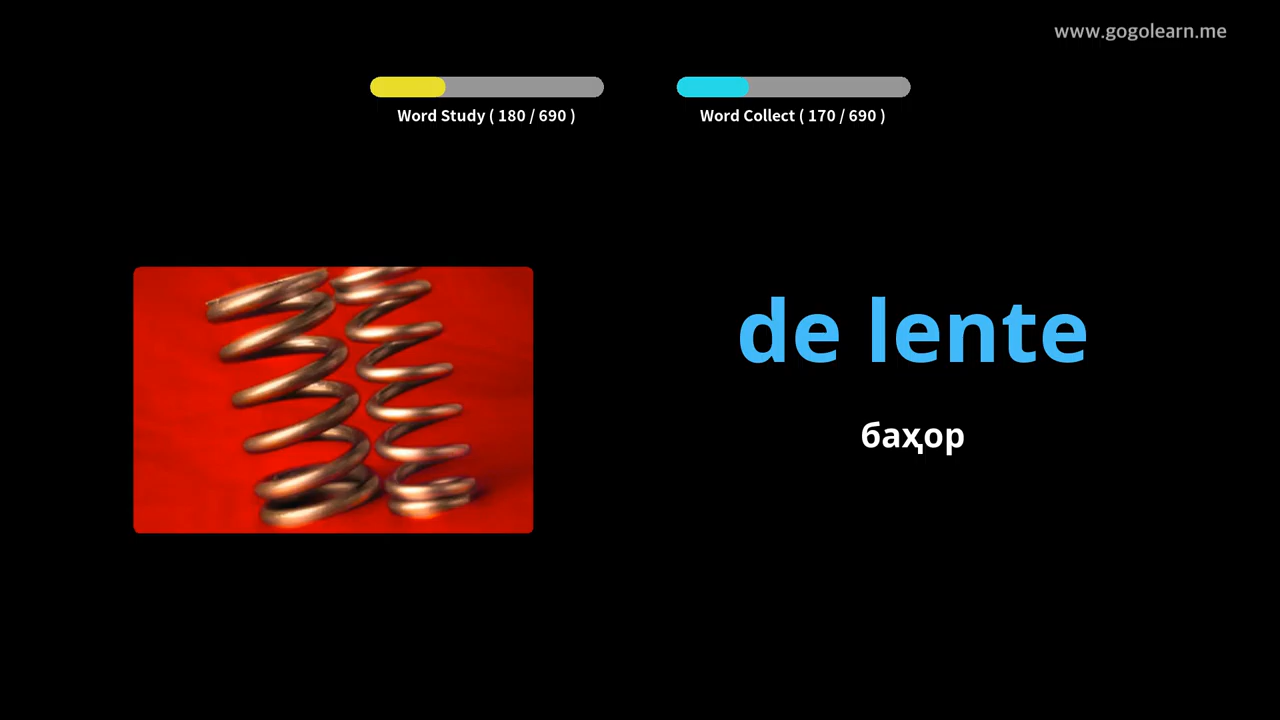 www.gogolearn.me
Word Study ( 180 / 690 )
Word Collect ( 170 / 690 )
de lente
баҳор